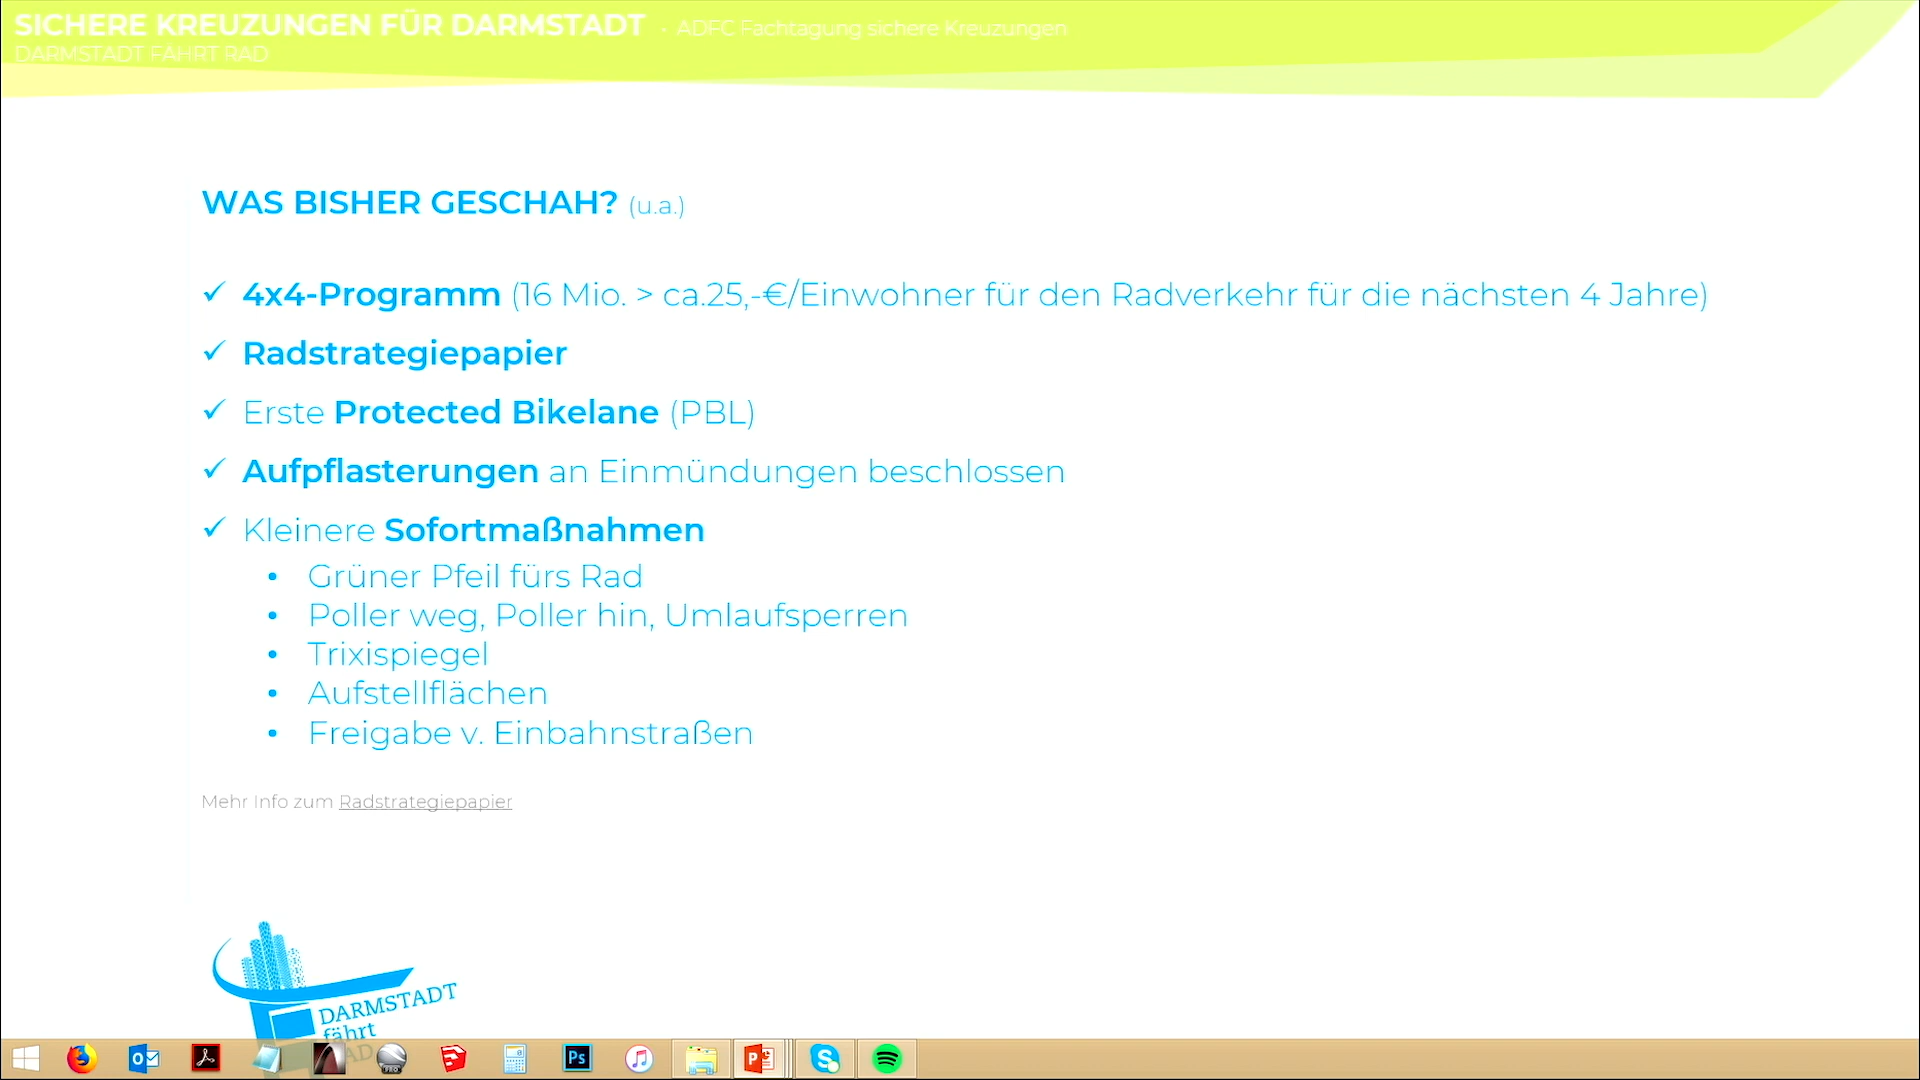 SICHERE KREUZUNGEN FÜR DARMSTADT - ADFC Fachtagung sichere Kreuzungen
DARMSTADT FÄHRT RAD
WAS BISHER GESCHAH? (u.a.)
✓ 4x4-Programm (16 Mio. > ca.25,-€/Einwohner für den Radverkehr für die nächsten 4 Jahre)
✓ Radstrategiepapier
✓ Erste Protected Bikelane (PBL)
✓ Aufpflasterungen an Einmündungen beschlossen
✓ Kleinere Sofortmaßnahmen
• Grüner Pfeil fürs Rad
• Poller weg, Poller hin, Umlaufsperren
• Trixispiegel
• Aufstellflächen
• Freigabe v. Einbahnstraßen
Mehr Info zum Radstrategiepapier
DARMSTADT
fährt
RAD
Ps
PRO